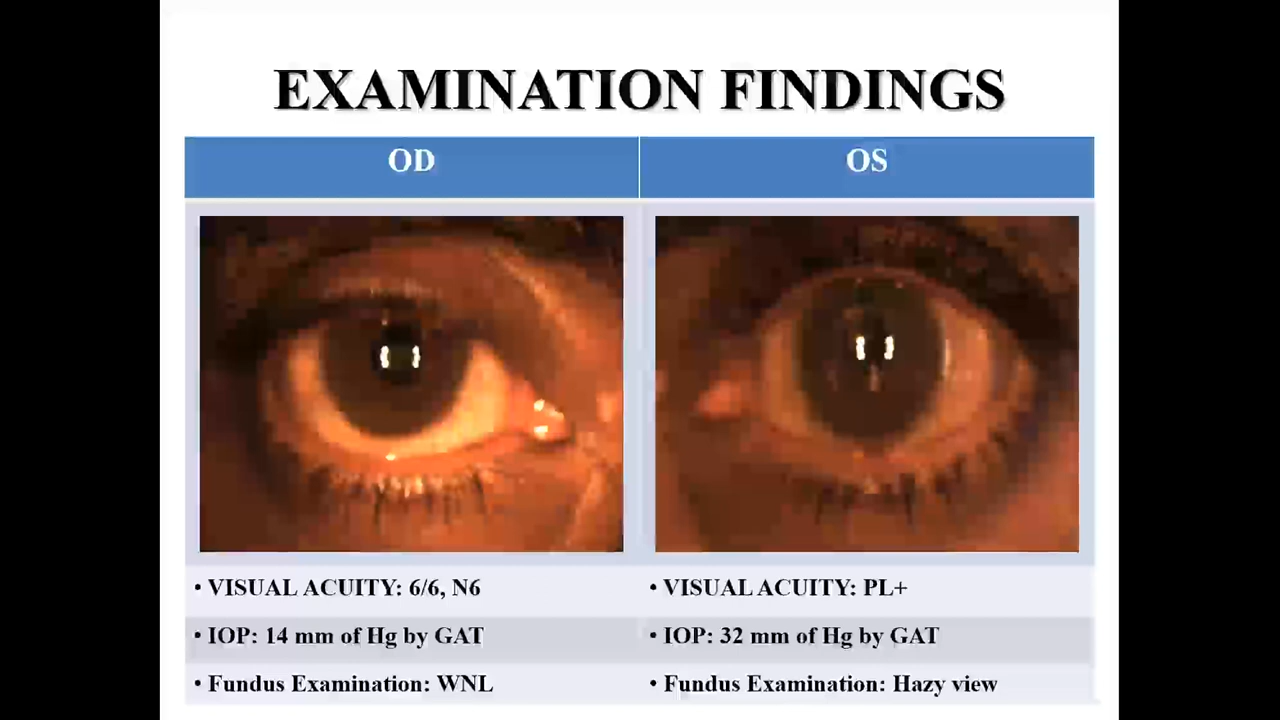 EXAMINATION FINDINGS
OD
OS
• VISUAL ACUITY: 6/6, N6
• VISUAL ACUITY: PL+
• IOP: 14 mm of Hg by GAT
• IOP: 32 mm of Hg by GAT
• Fundus Examination: WNL
• Fundus Examination: Hazy view